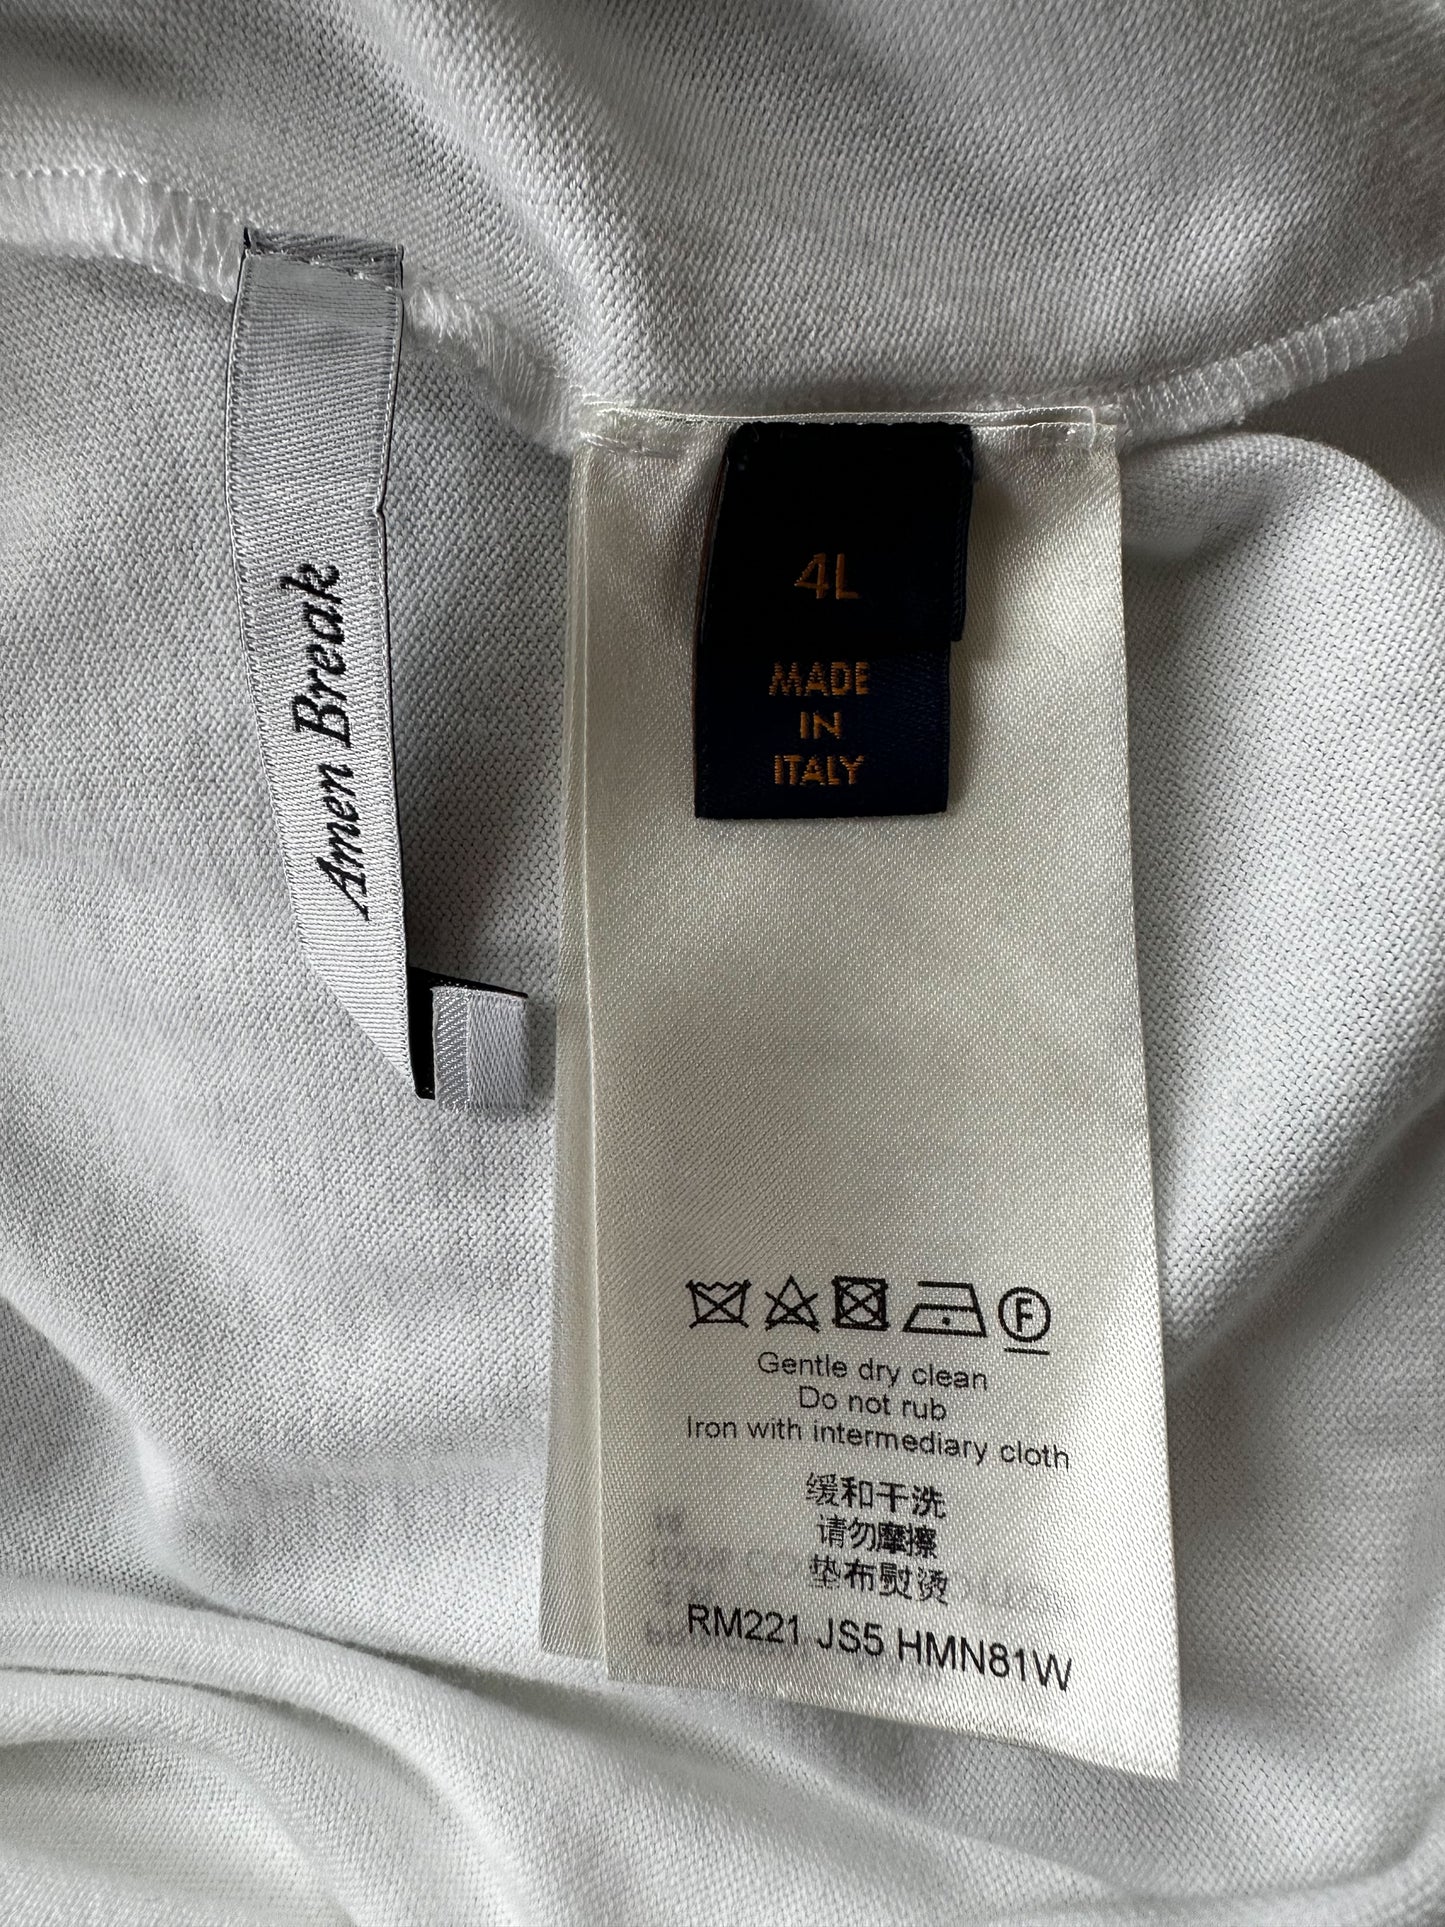 Amen Break
4L
MADE
IN
ITALY
F
Gentle dry clean
Do not rub
Iron with intermediary cloth
缓和干洗
请勿摩擦
垫布熨烫
RM221 JS5 HMN81W